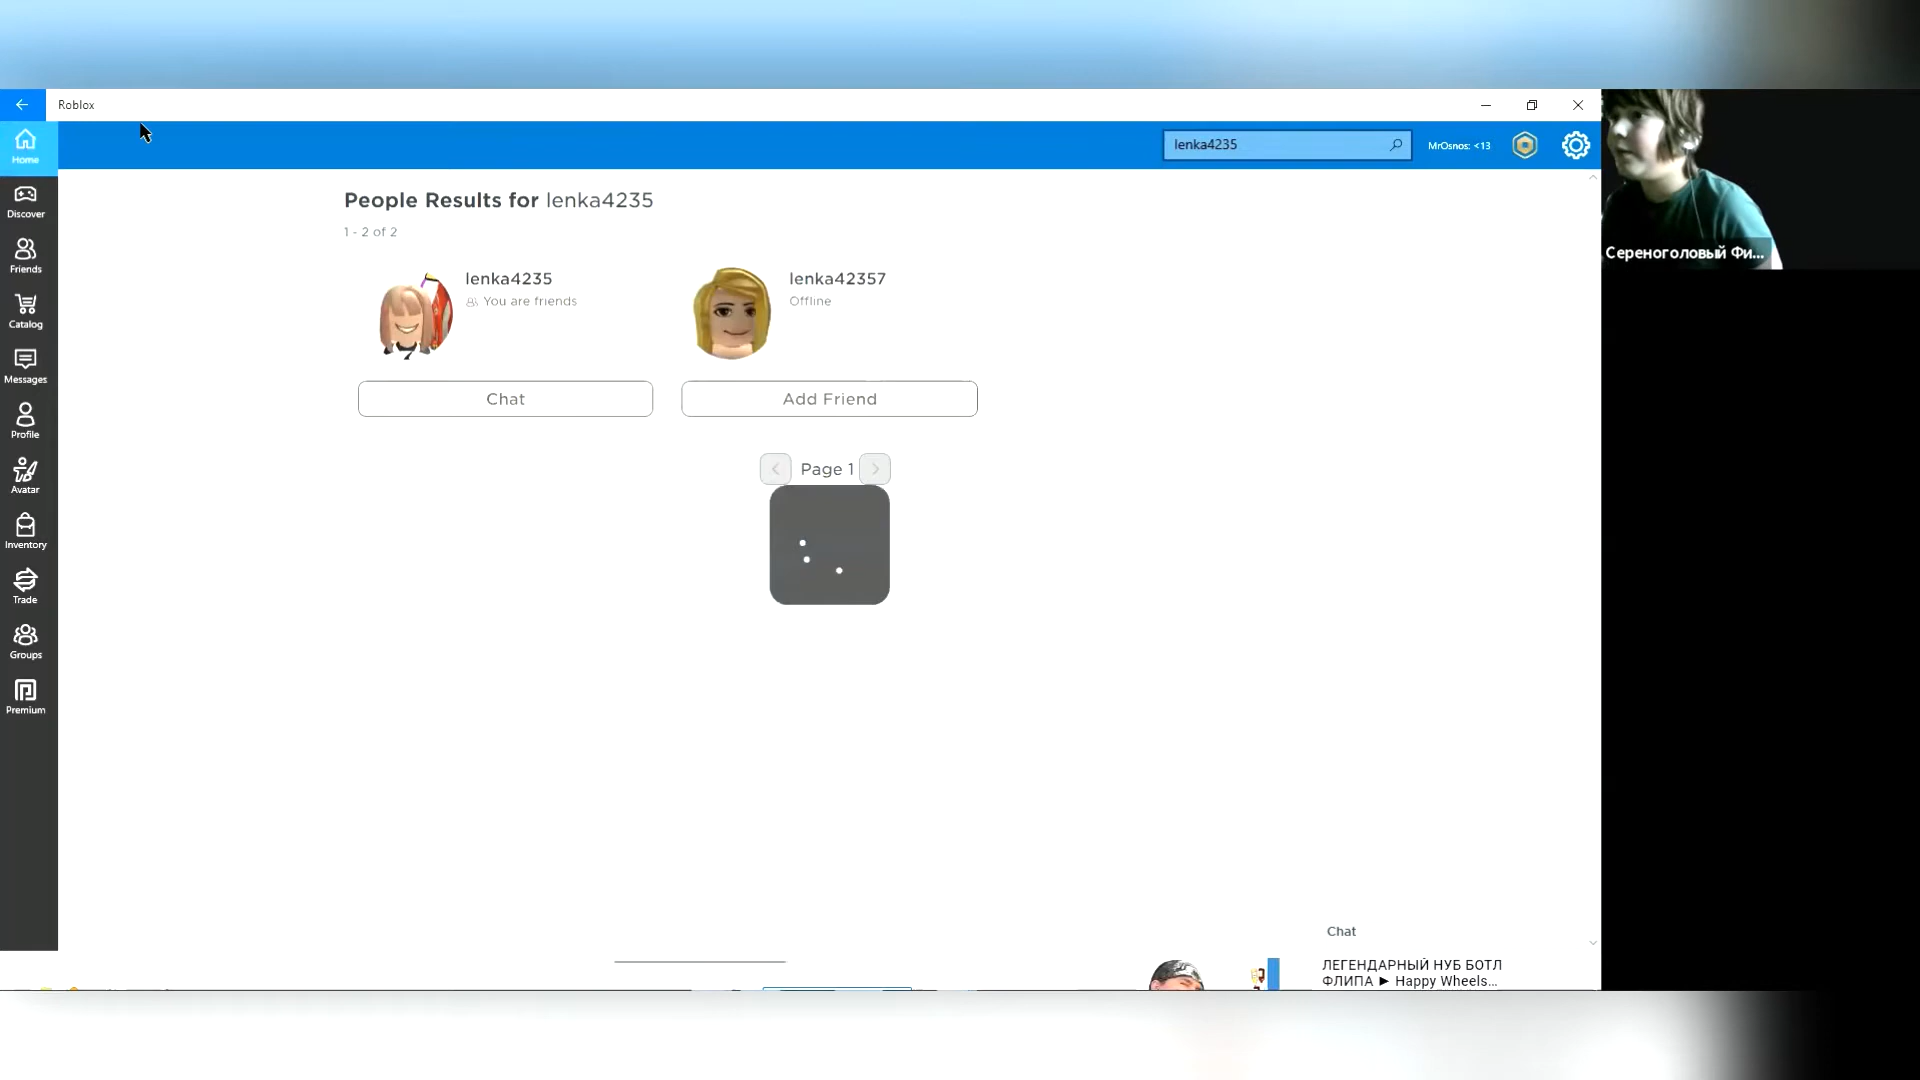 Roblox
Home
lenka4235
MrOsnos: <13
Discover
Friends
Catalog
Messages
Profile
Avatar
Inventory
Trade
Groups
Premium
People Results for lenka4235
1 - 2 of 2
lenka4235
You are friends
Chat
lenka42357
Offline
Add Friend
Page 1
Сереноголовый Фи...
Chat
ЛЕГЕНДАРНЫЙ НУБ БОТЛ
ФЛИПА ► Happy Wheels...